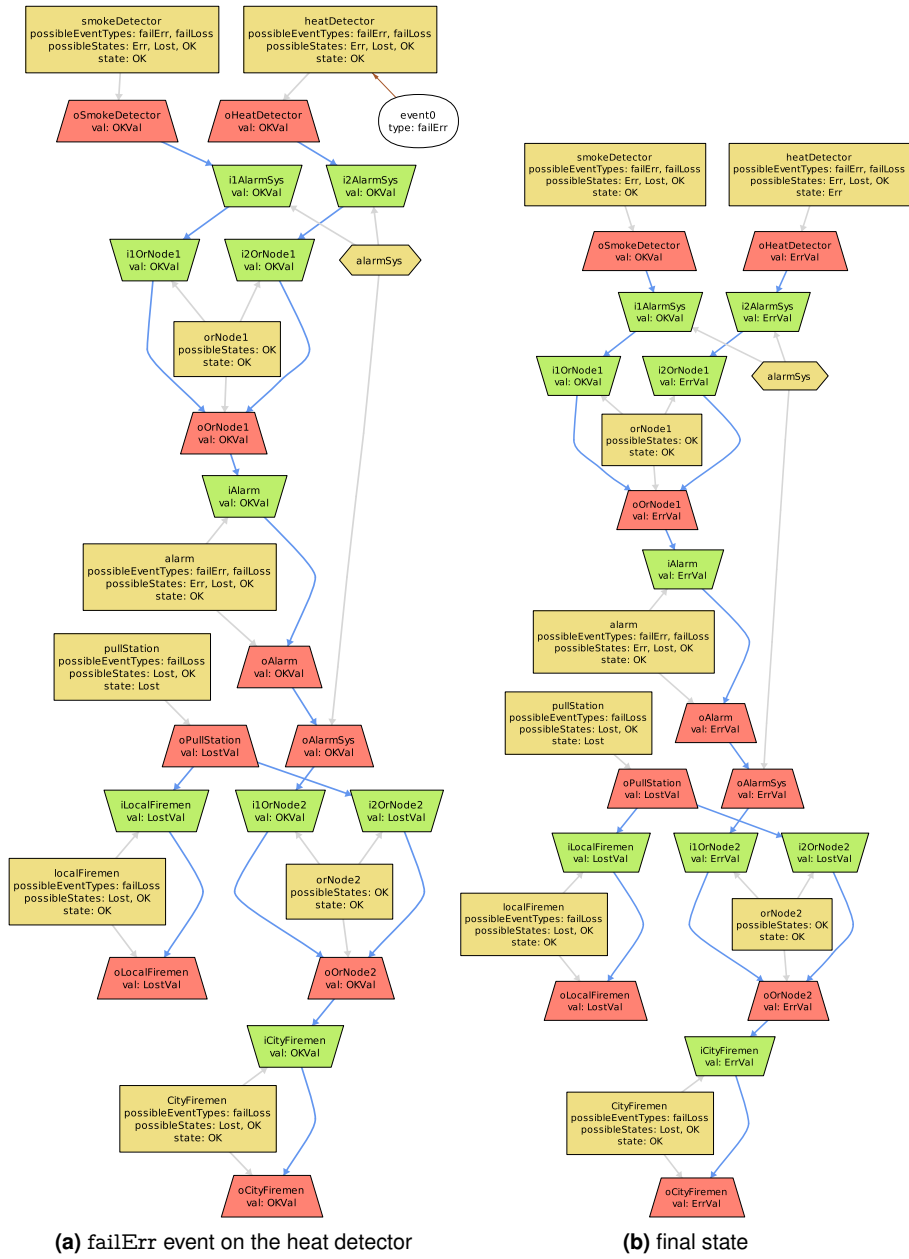 smokeDetector
possibleEventTypes: failErr, failLoss
possibleStates: Err, Lost, OK
state: OK
heatDetector
possibleEventTypes: failErr, failLoss
possibleStates: Err, Lost, OK
state: OK
oSmokeDetector
val: OKVal
oHeatDetector
val: OKVal
event0
type: failErr
i1AlarmSys
val: OKVal
i2AlarmSys
val: OKVal
i1OrNode1
val: OKVal
i2OrNode1
val: OKVal
alarmSys
orNode1
possibleStates: OK
state: OK
oOrNode1
val: OKVal
iAlarm
val: OKVal
alarm
possibleEventTypes: failErr, failLoss
possibleStates: Err, Lost, OK
state: OK
pullStation
possibleEventTypes: failLoss
possibleStates: Lost, OK
state: Lost
oAlarm
val: OKVal
oPullStation
val: LostVal
oAlarmSys
val: OKVal
iLocalFiremen
val: LostVal
i1OrNode2
val: OKVal
i2OrNode2
val: LostVal
localFiremen
possibleEventTypes: failLoss
possibleStates: Lost, OK
state: OK
orNode2
possibleStates: OK
state: OK
oLocalFiremen
val: LostVal
oOrNode2
val: OKVal
iCityFiremen
val: OKVal
CityFiremen
possibleEventTypes: failLoss
possibleStates: Lost, OK
state: OK
oCityFiremen
val: OKVal
(a) failErr event on the heat detector
smokeDetector
possibleEventTypes: failErr, failLoss
possibleStates: Err, Lost, OK
state: OK
heatDetector
possibleEventTypes: failErr, failLoss
possibleStates: Err, Lost, OK
state: Err
oSmokeDetector
val: OKVal
oHeatDetector
val: ErrVal
i1AlarmSys
val: OKVal
i2AlarmSys
val: ErrVal
i1OrNode1
val: OKVal
i2OrNode1
val: ErrVal
alarmSys
orNode1
possibleStates: OK
state: OK
oOrNode1
val: ErrVal
iAlarm
val: ErrVal
alarm
possibleEventTypes: failErr, failLoss
possibleStates: Err, Lost, OK
state: OK
pullStation
possibleEventTypes: failLoss
possibleStates: Lost, OK
state: Lost
oAlarm
val: ErrVal
oPullStation
val: LostVal
oAlarmSys
val: ErrVal
iLocalFiremen
val: LostVal
i1OrNode2
val: ErrVal
i2OrNode2
val: LostVal
localFiremen
possibleEventTypes: failLoss
possibleStates: Lost, OK
state: OK
orNode2
possibleStates: OK
state: OK
oLocalFiremen
val: LostVal
oOrNode2
val: ErrVal
iCityFiremen
val: ErrVal
CityFiremen
possibleEventTypes: failLoss
possibleStates: Lost, OK
state: OK
oCityFiremen
val: ErrVal
(b) final state